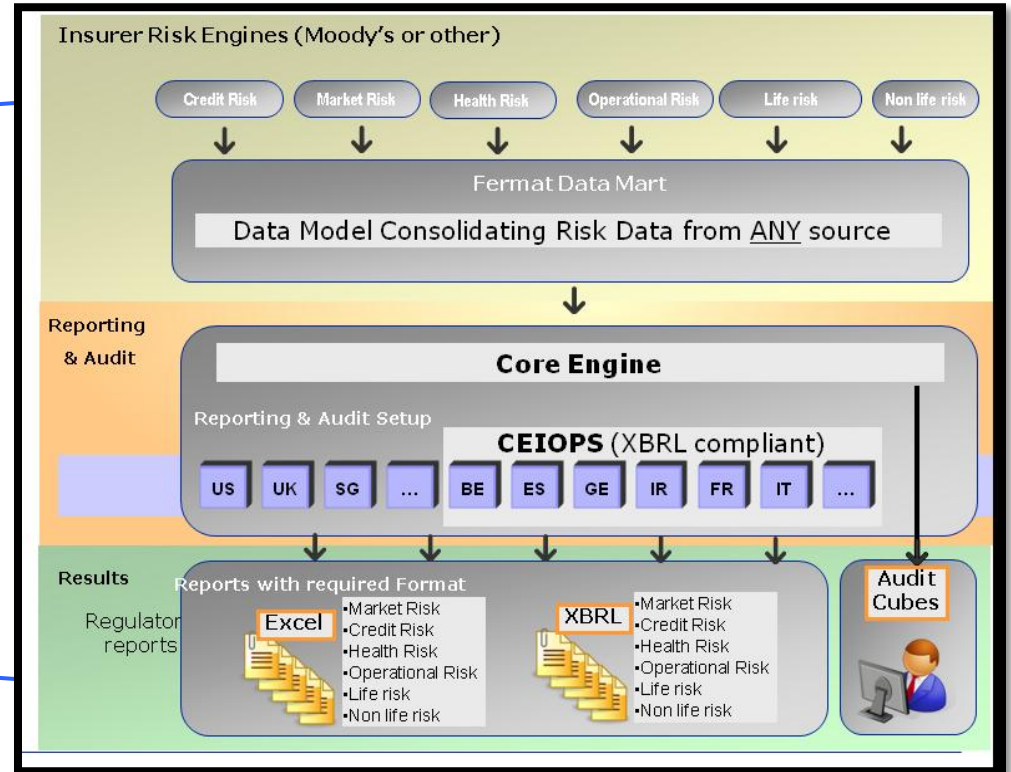 Insurer Risk Engines (Moody's or other)
Credit Risk
Market Risk
Health Risk
Operational Risk
Life risk
Non life risk
Fermat Data Mart
Data Model Consolidating Risk Data from ANY source
Reporting
& Audit
Core Engine
Reporting & Audit Setup
CEIOPS (XBRL compliant)
US
UK
SG
...
BE
ES
GE
IR
FR
IT
...
Results
Reports with required Format
Regulator
reports
Excel
▪Market Risk
▪Credit Risk
▪Health Risk
▪Operational Risk
▪Life risk
▪Non life risk
XBRL
▪Market Risk
▪Credit Risk
▪Health Risk
▪Operational Risk
▪Life risk
▪Non life risk
Audit
Cubes